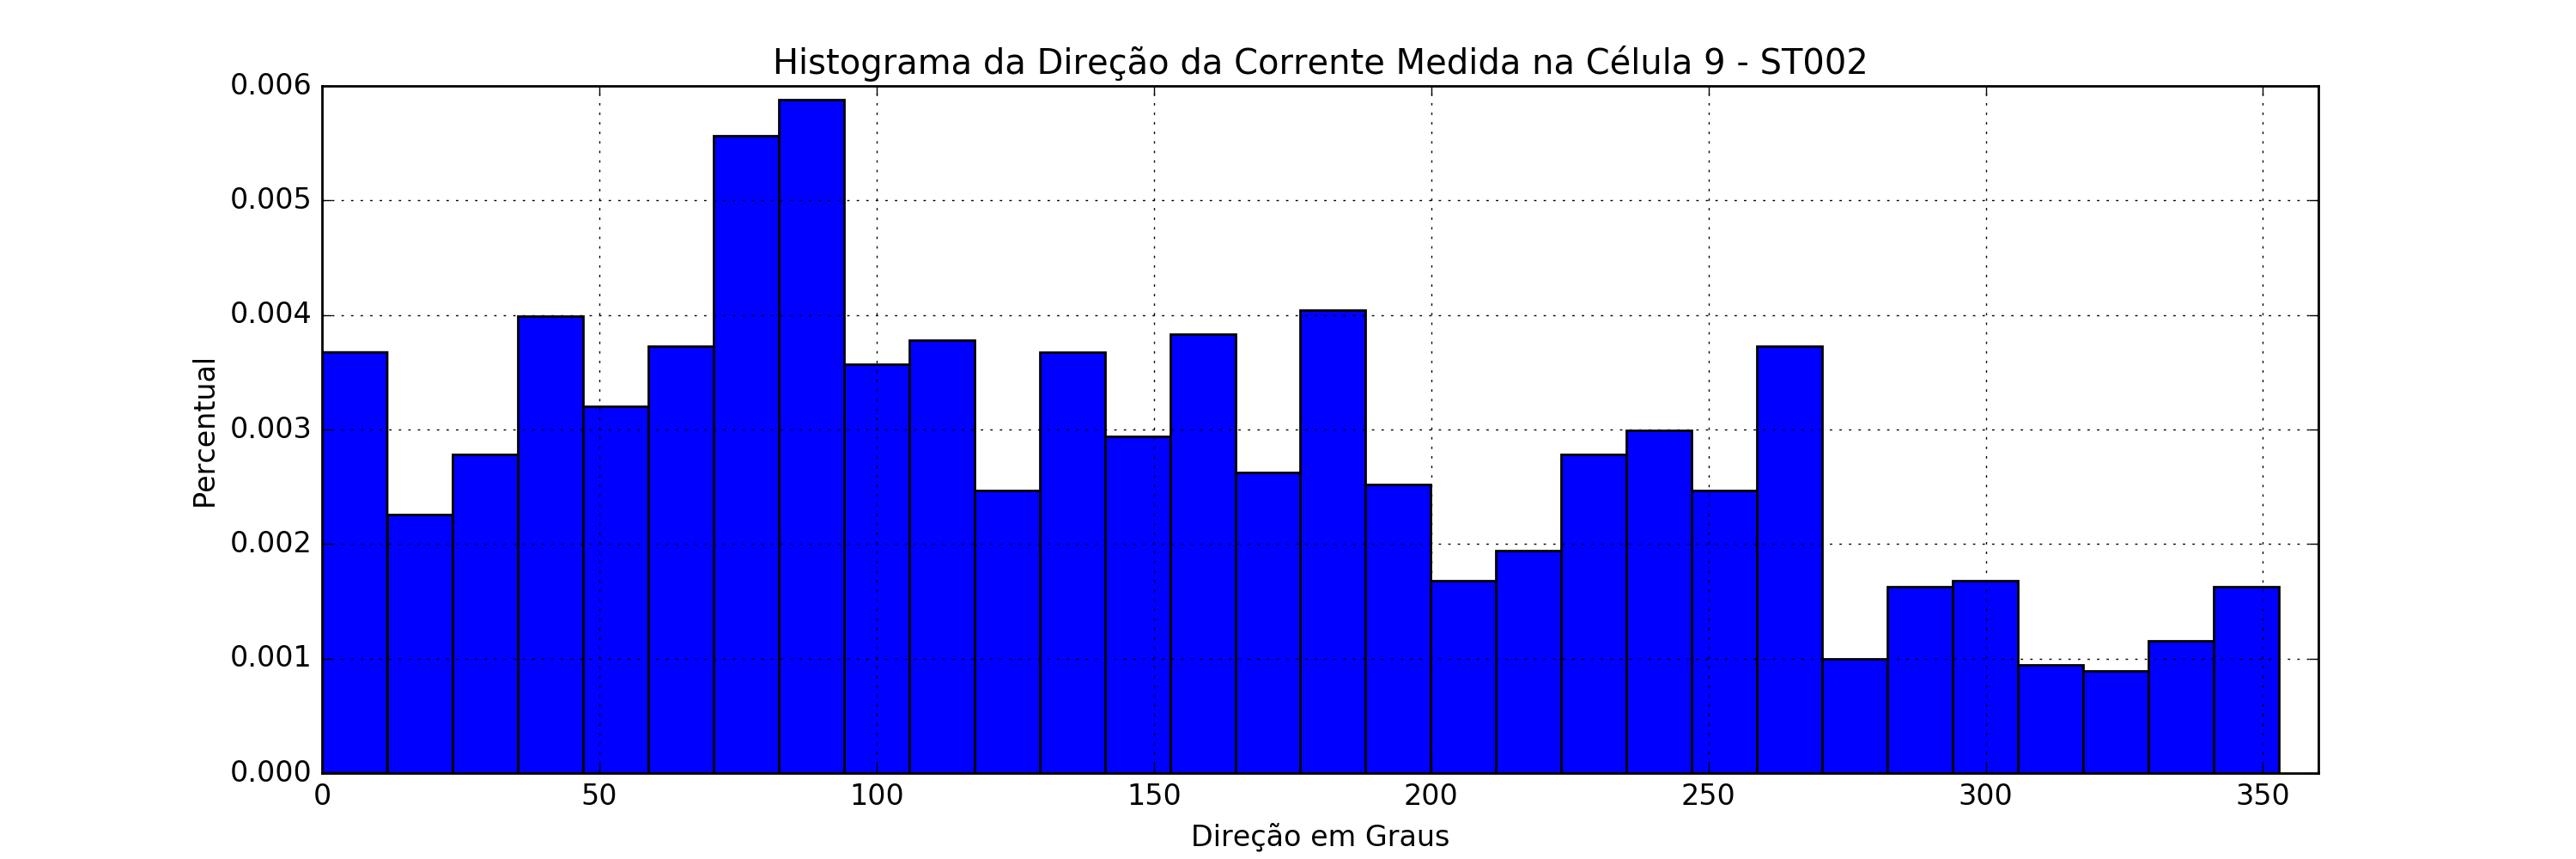 Histograma da Direção da Corrente Medida na Célula 9 - ST002
0.006
0.005
0.004
0.003
0.002
0.001
0.000
Percentual
0 50 100 150 200 250 300 350
Direção em Graus